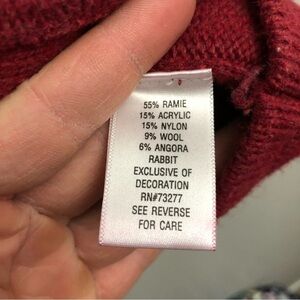 55% RAMIE
15% ACRYLIC
15% NYLON
9% WOOL
6% ANGORA
RABBIT
EXCLUSIVE OF
DECORATION
RN#73277
SEE REVERSE
FOR CARE